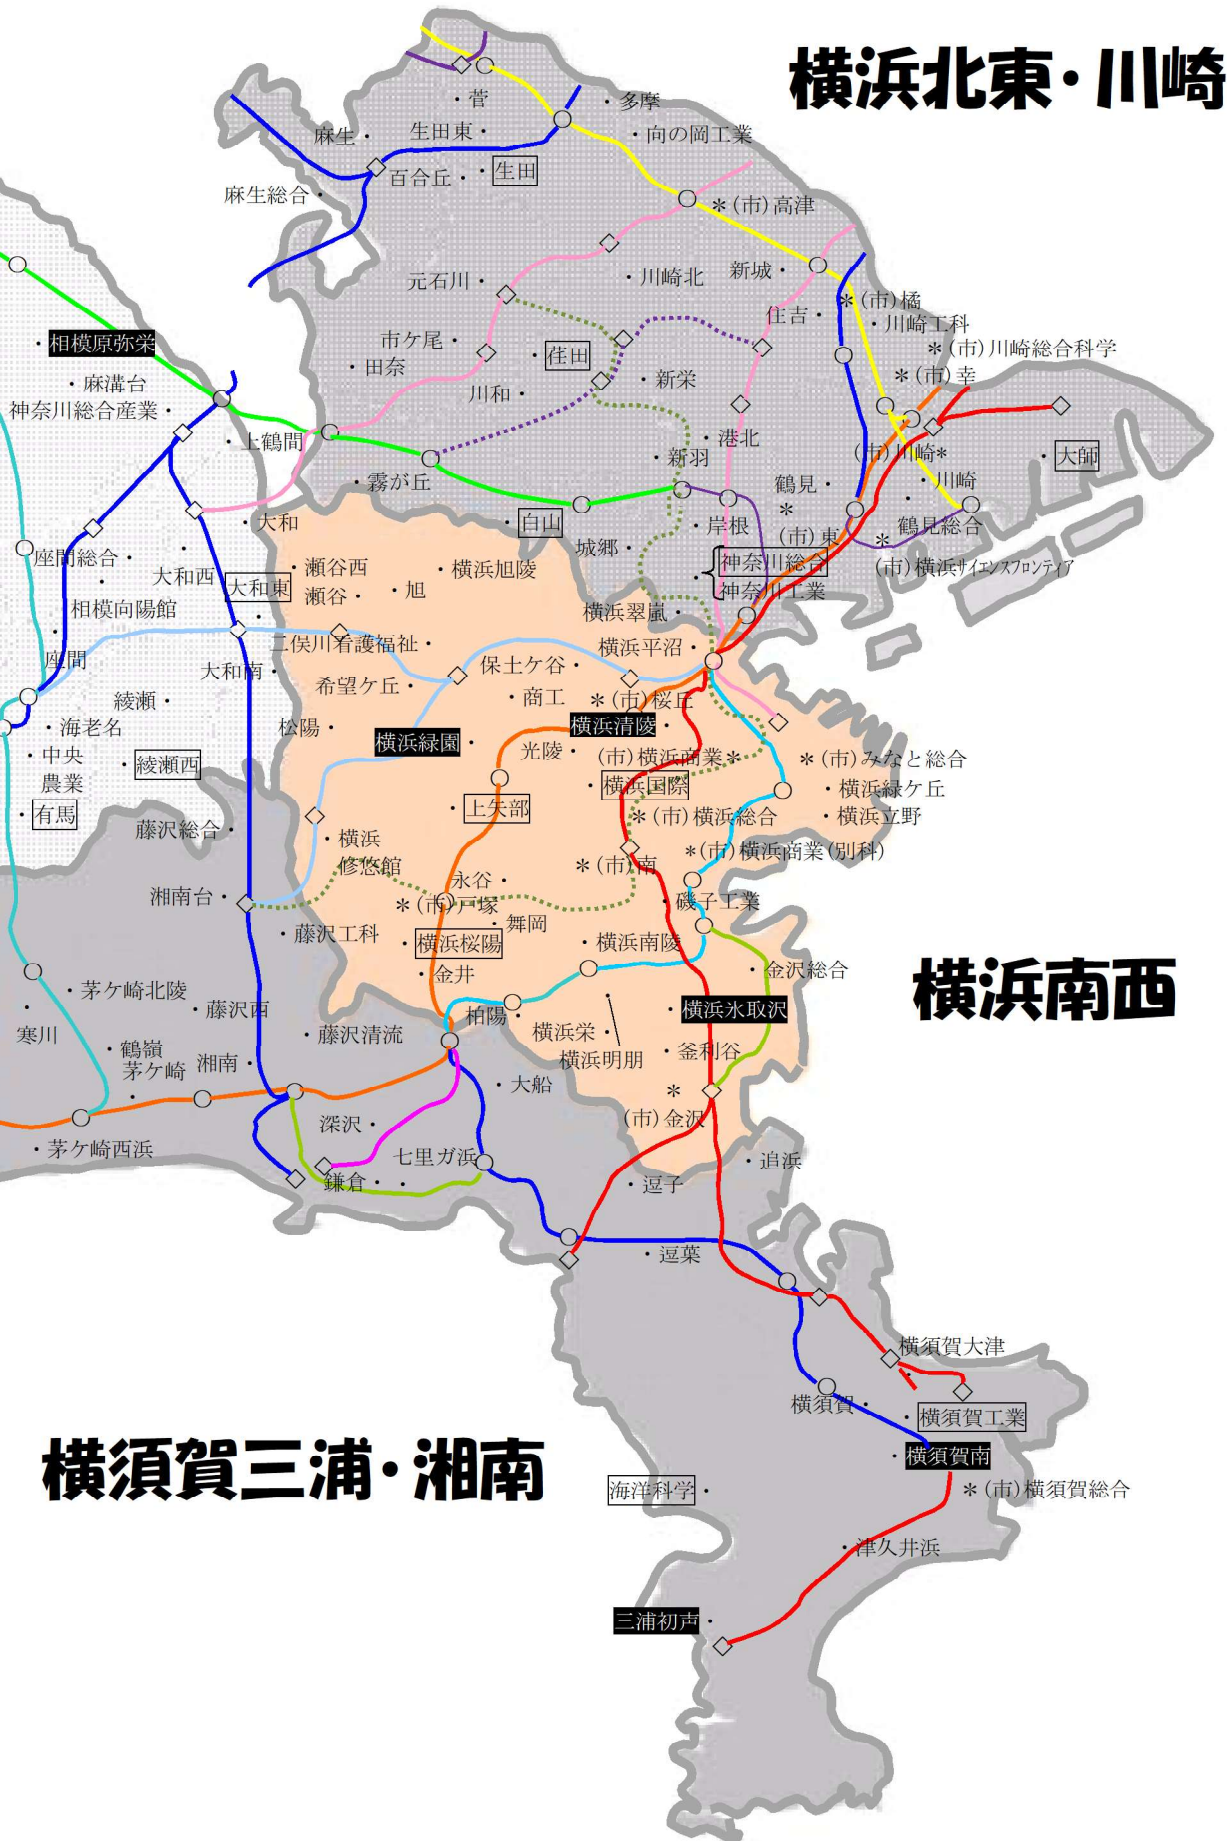 横浜北東・川崎
・菅
・多摩
麻生・
生田東・
・向の岡工業
百合丘・
・生田
麻生総合・
＊(市)高津
元石川・
・川崎北
新城・
＊(市)橘
住吉・
・川崎工科
・相模原弥栄
市ケ尾・
・荏田
＊(市)川崎総合科学
・田奈
＊(市)幸
・麻溝台
・新栄
川和・
神奈川総合産業・
・上鶴間
・港北
(市)川崎＊
・大師
・新羽
・霧が丘
鶴見・
・川崎
・大和
・白山
・岸根
＊
(市)東
鶴見総合
・
城郷・
座間総合・
・
大和西
・瀬谷西
・横浜旭陵
神奈川総合
＊
(市)横浜サイエンスフロンティア
大和東
瀬谷・
・旭
神奈川工業
・
相模向陽館
横浜翠嵐・
・
座間
二俣川看護福祉・
横浜平沼・
大和南・
希望ケ丘・
保土ケ谷・
綾瀬・
・商工
＊(市)桜丘
・海老名
松陽・
横浜緑園・
横浜清陵・
・中央
農業
・綾瀬西
光陵・
(市)横浜商業＊
＊(市)みなと総合
・有馬
・上矢部
・横浜国際
・横浜緑ケ丘
藤沢総合・
・横浜
修悠館
＊(市)横浜総合
・横浜立野
＊(市)南
＊(市)横浜商業(別科)
湘南台・
永谷・
＊(市)戸塚
・磯子工業
・藤沢工科
・舞岡
・横浜桜陽
・横浜南陵
横浜南西
・金井
・金沢総合
・茅ケ崎北陵
・
寒川
・藤沢西
柏陽・
・横浜氷取沢
・藤沢清流
横浜栄・
横浜明朋
・釜利谷
・鶴嶺
茅ケ崎
・
湘南・
・大船
＊
(市)金沢
深沢・
・茅ケ崎西浜
七里ガ浜
・
鎌倉・
・追浜
・逗子
・逗葉
横須賀大津
・
横須賀・
・横須賀工業
横須賀三浦・湘南
・横須賀南
海洋科学・
＊(市)横須賀総合
・津久井浜
三浦初声・